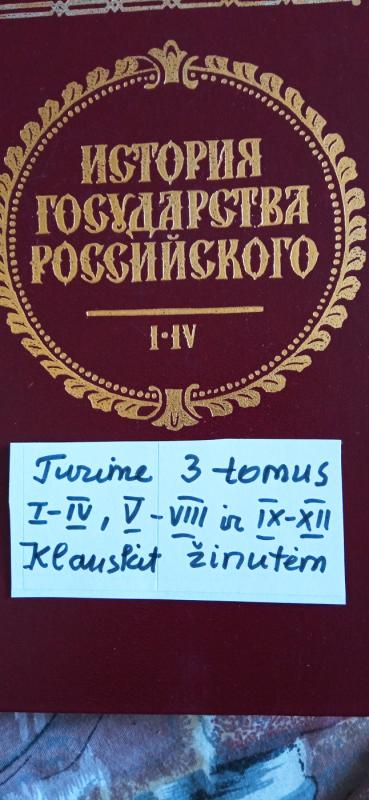 ИСТОРИЯ
ГОСУДАРСТВА
РОССИЙСКОГО
I·IV
Turime 3 tomus
I-IV, V-VIII ir IX-XII
Klauskit žinutėm